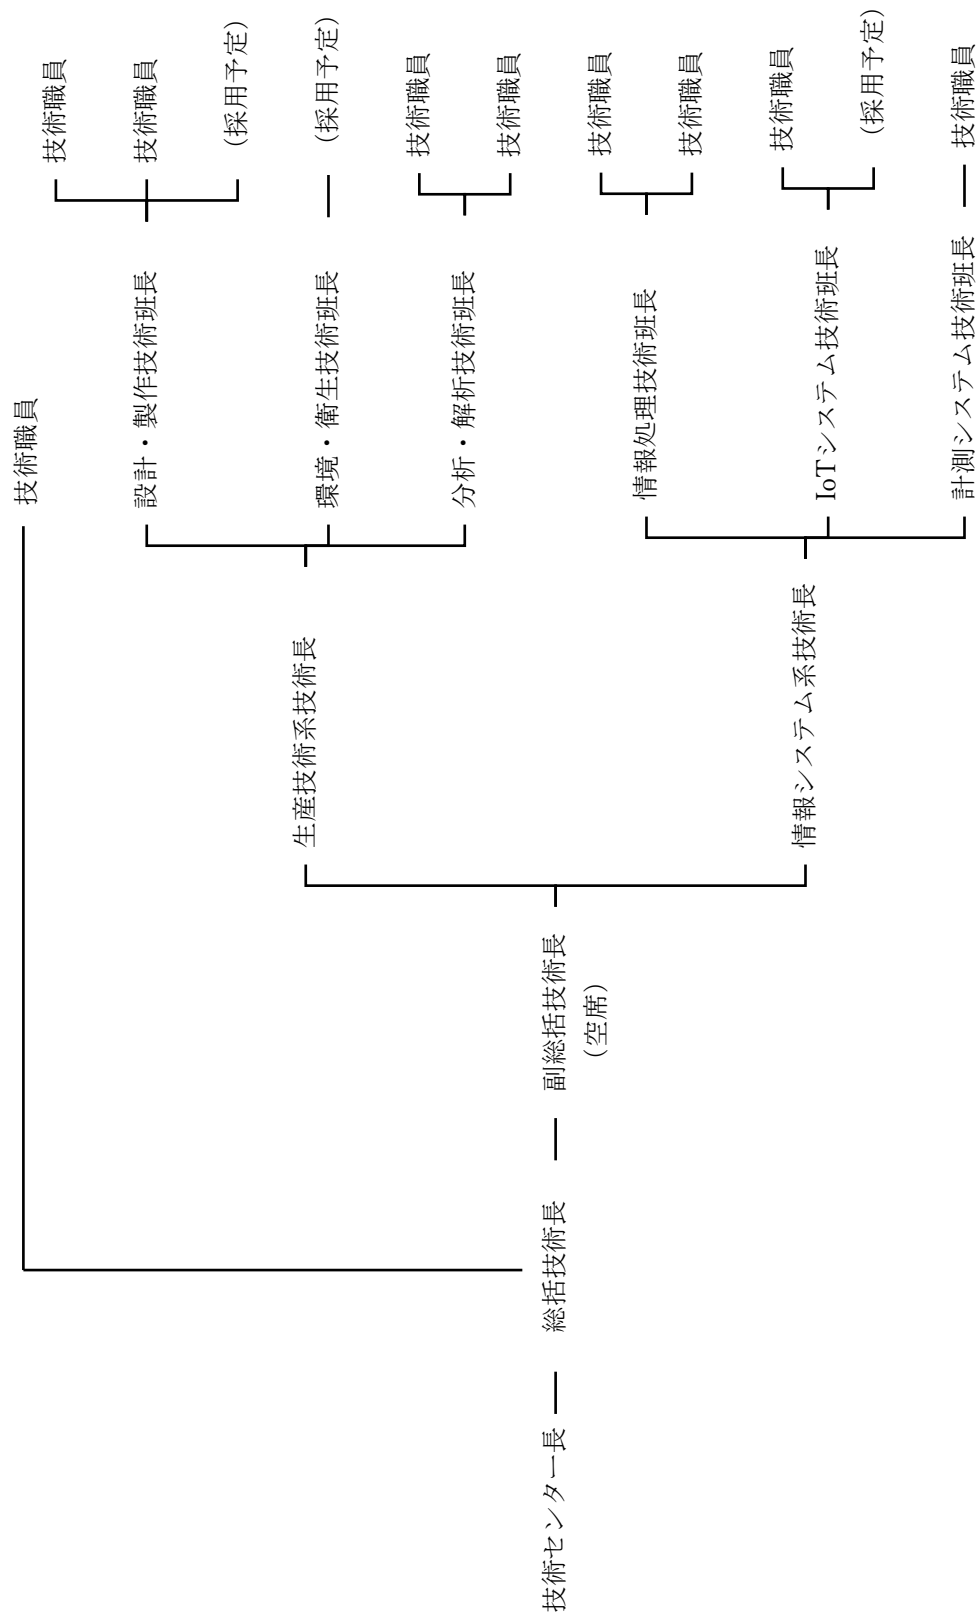 技術センター長
総括技術長
副総括技術長
(空席)
技術職員
生産技術系技術長
設計・製作技術班長
技術職員
技術職員
(採用予定)
環境・衛生技術班長
(採用予定)
分析・解析技術班長
技術職員
技術職員
情報システム系技術長
情報処理技術班長
技術職員
技術職員
IoTシステム技術班長
技術職員
(採用予定)
計測システム技術班長
技術職員